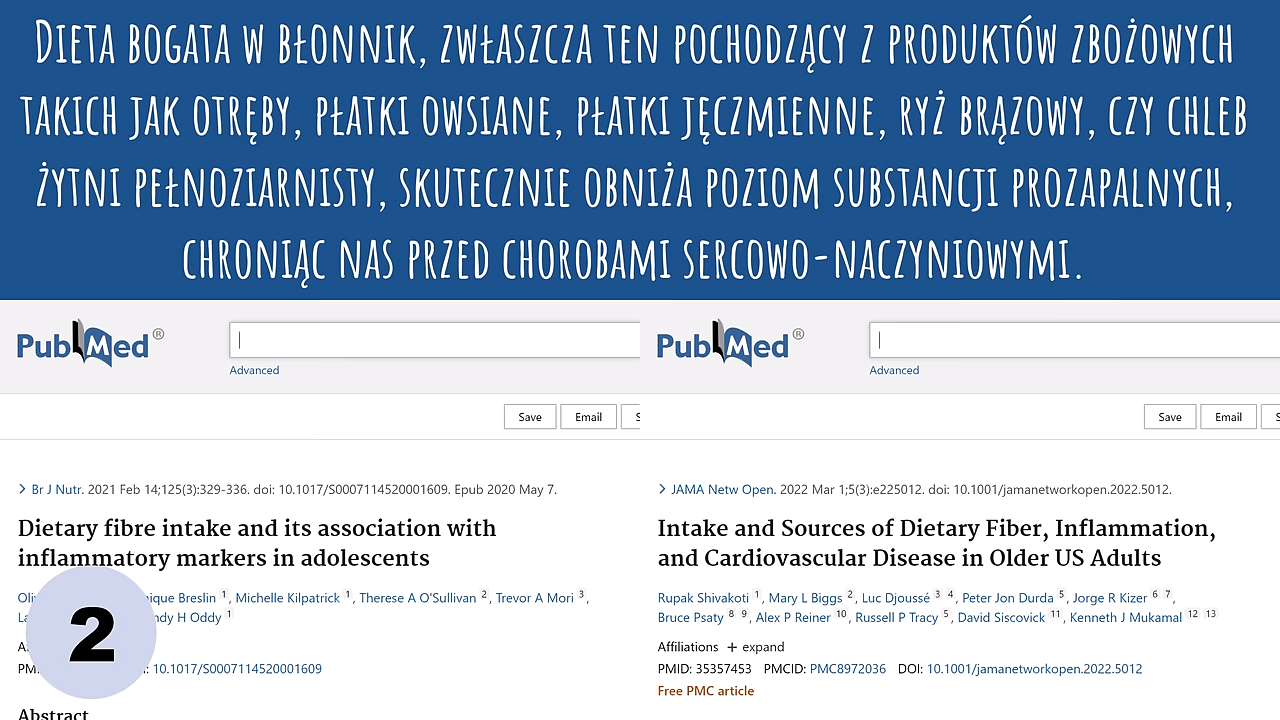 Dieta bogata w błonnik, zwłaszcza ten pochodzący z produktów zbożowych
takich jak otręby, płatki owsiane, płatki jęczmienne, ryż brązowy, czy chleb
żytni pełnoziarnisty, skutecznie obniża poziom substancji prozapalnych,
chroniąc nas przed chorobami sercowo-naczyniowymi.
PubMed®
Advanced
Save Email
Br J Nutr. 2021 Feb 14;125(3):329-336. doi: 10.1017/S0007114520001609. Epub 2020 May 7.
Dietary fibre intake and its association with
inflammatory markers in adolescents
Breslin 1, Michelle Kilpatrick 1, Therese A O'Sullivan 2, Trevor A Mori 3,
H Oddy 1
10.1017/S0007114520001609
Abstract
2
PubMed®
Advanced
Save Email
JAMA Netw Open. 2022 Mar 1;5(3):e225012. doi: 10.1001/jamanetworkopen.2022.5012.
Intake and Sources of Dietary Fiber, Inflammation,
and Cardiovascular Disease in Older US Adults
Rupak Shivakoti 1, Mary L Biggs 2, Luc Djoussé 3 4, Peter Jon Durda 5, Jorge R Kizer 6 7,
Bruce Psaty 8 9, Alex P Reiner 10, Russell P Tracy 5, David Siscovick 11, Kenneth J Mukamal 12 13
Affiliations + expand
PMID: 35357453 PMCID: PMC8972036 DOI: 10.1001/jamanetworkopen.2022.5012
Free PMC article